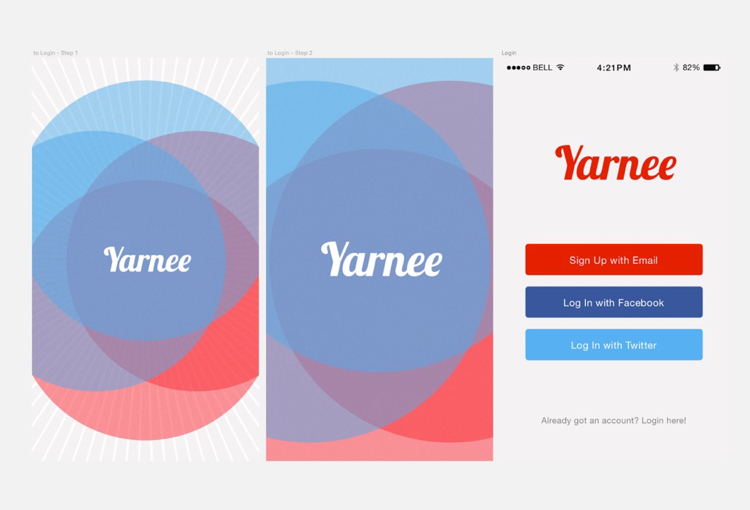 to Login - Step 1
Yarnee
to Login - Step 2
Yarnee
Login
BELL 4:21PM 82%
Yarnee
Sign Up with Email
Log In with Facebook
Log In with Twitter
Already got an account? Login here!